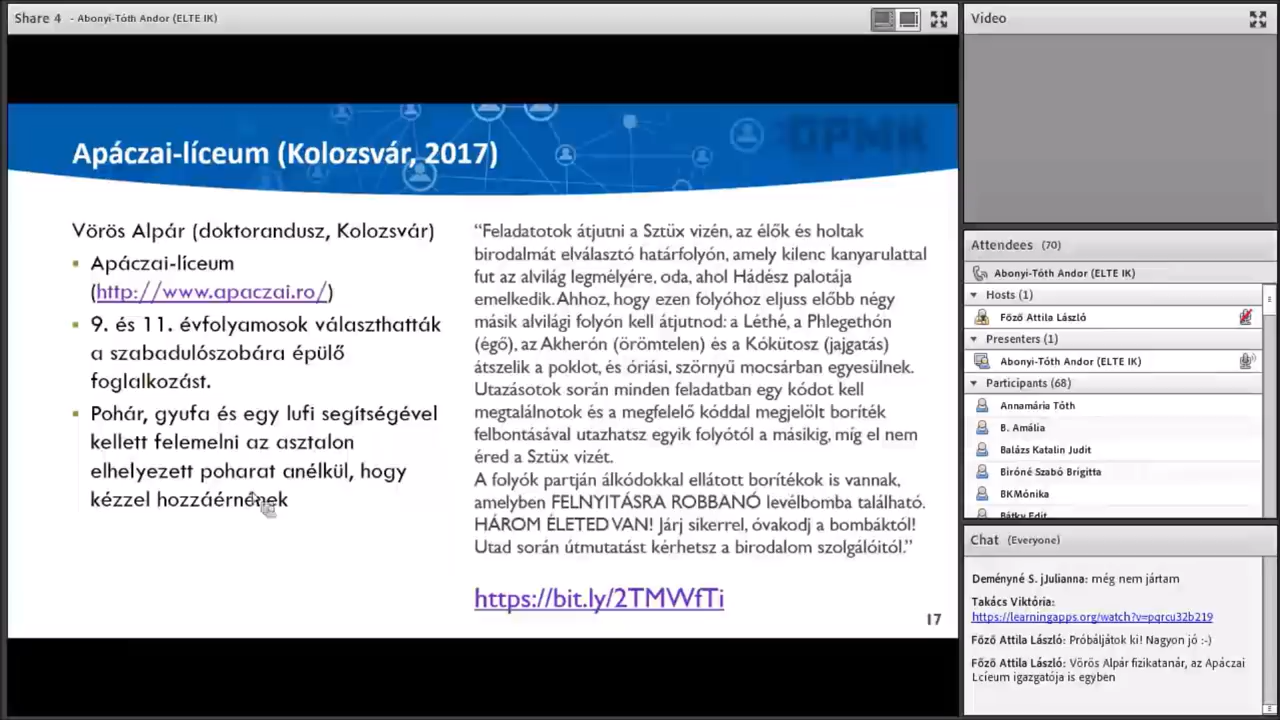 Share 4 - Abonyi-Tóth Andor (ELTE IK)
Apáczai-líceum (Kolozsvár, 2017)
Vörös Alpár (doktorandusz, Kolozsvár)
Apáczai-líceum
(http://www.apaczai.ro/)
9. és 11. évfolyamosok választhatták
a szabadulószobára épülő
foglalkozást.
Pohár, gyufa és egy lufi segítségével
kellett felemelni az asztalon
elhelyezett poharat anélkül, hogy
kézzel hozzáérnének
“Feladatotok átjutni a Sztüx vizén, az élők és holtak
birodalmát elválasztó határfolyón, amely kilenc kanyarulattal
fut az alvilág legmélyére, oda, ahol Hádész palotája
emelkedik. Ahhoz, hogy ezen folyóhoz eljuss előbb négy
másik alvilági folyón kell átjutnod: a Léthé, a Phlegethón
(égő), az Akherón (örömtelen) és a Kókütosz (jajgatás)
átszelik a poklot, és óriási, szörnyű mocsárban egyesülnek.
Utazásotok során minden feladatban egy kódot kell
megtalálnotok és a megfelelő kóddal megjelölt boríték
felbontásával utazhatsz egyik folyótól a másikig, míg el nem
éred a Sztüx vizét.
A folyók partján álkódokkal ellátott borítékok is vannak,
amelyben FELNYITÁSRA ROBBANÓ levélbomba található.
HÁROM ÉLETED VAN! Járj sikerrel, óvakodj a bombáktól!
Utad során útmutatást kérhetsz a birodalom szolgálóitól.”
https://bit.ly/2TMWfTi
17
Video
Attendees (70)
Abonyi-Tóth Andor (ELTE IK)
Hosts (1)
Főző Attila László
Presenters (1)
Abonyi-Tóth Andor (ELTE IK)
Participants (68)
Annamária Tóth
B. Amália
Balázs Katalin Judit
Bíróné Szabó Brigitta
BKMónika
Bátky Edit
Chat (Everyone)
Deményné S. jJulianna: még nem jártam
Takács Viktória:
https://learningapps.org/watch?v=pqrcu32b219
Főző Attila László: Próbáljátok ki! Nagyon jó :-)
Főző Attila László: Vörös Alpár fizikatanár, az Apáczai
Lcíeum igazgatója is egyben